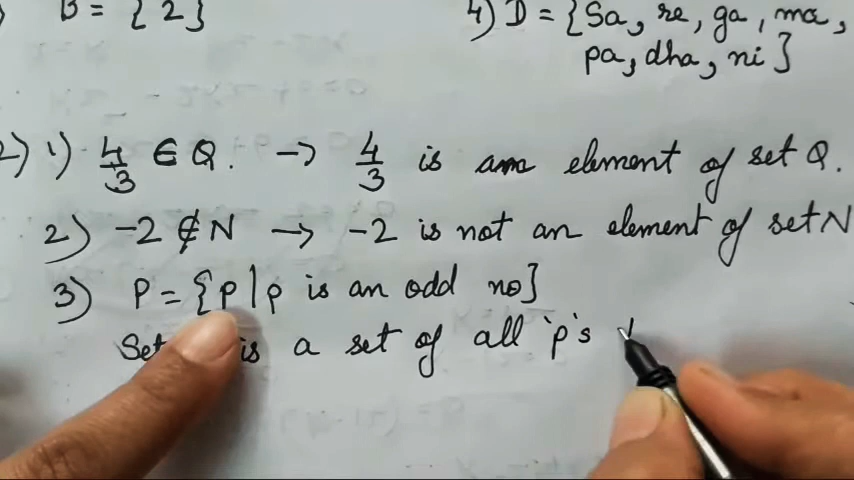 B = { 2 }
4) D = { Sa, re, ga, ma,
pa, dha, ni }
2) 1) 4/3 ∈ Q. → 4/3 is an element of set Q.
2) -2 ∉ N → -2 is not an element of set N
3) P = { p | p is an odd no }
Set is a set of all 'p's